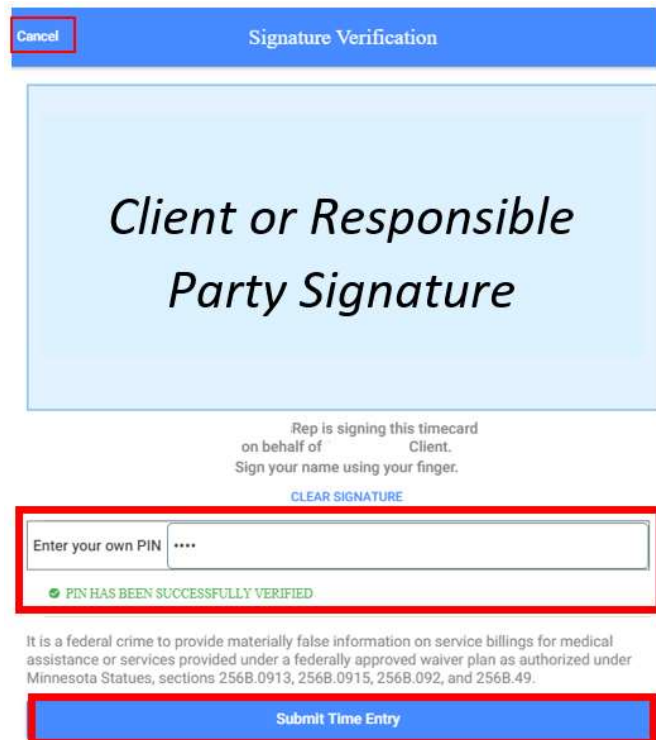 Cancel
Signature Verification
Client or Responsible
Party Signature
Rep is signing this timecard
on behalf of Client.
Sign your name using your finger.
CLEAR SIGNATURE
Enter your own PIN ••••
PIN HAS BEEN SUCCESSFULLY VERIFIED
It is a federal crime to provide materially false information on service billings for medical
assistance or services provided under a federally approved waiver plan as authorized under
Minnesota Statues, sections 256B.0913, 256B.0915, 256B.092, and 256B.49.
Submit Time Entry